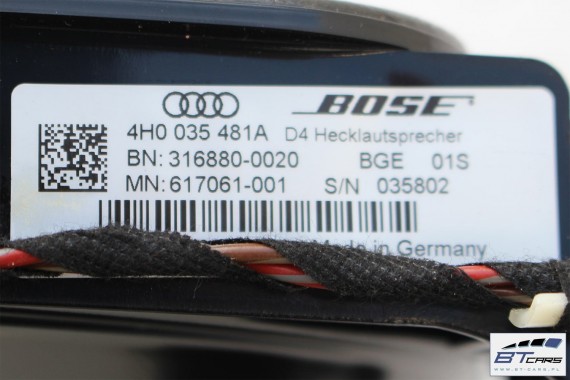 BOSE
4H0 035 481A D4 Hecklautsprecher
BN: 316880-0020 BGE 01S
MN: 617061-001 S/N 035802
Made in Germany
BT CARS
WWW.BT-CARS.PL